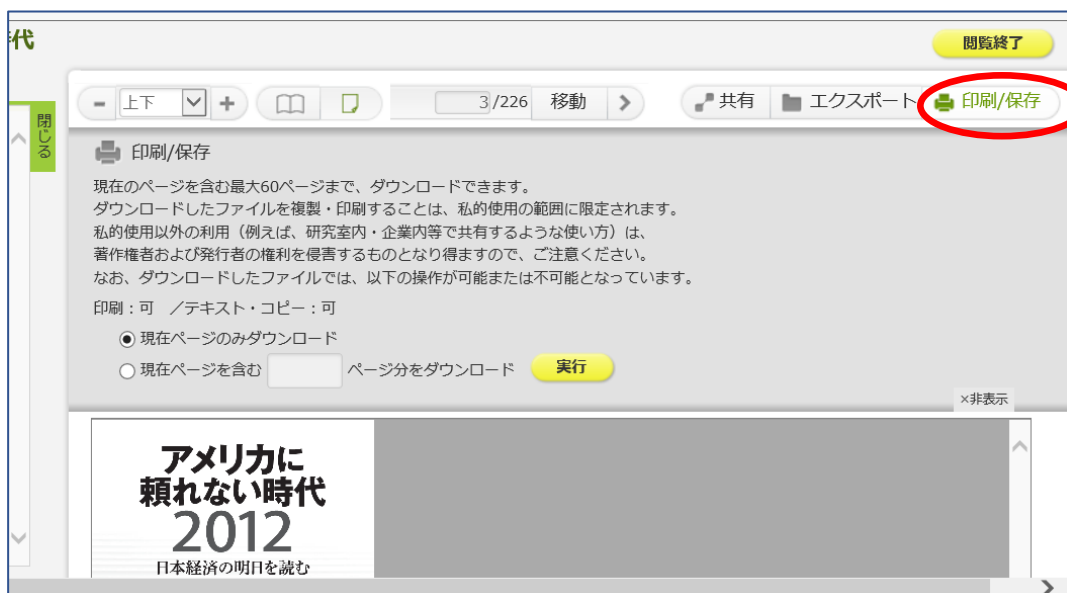 時代
閲覧終了
閉じる
- 上下 + 3/226 移動 共有 エクスポート 印刷/保存
印刷/保存
現在のページを含む最大60ページまで、ダウンロードできます。
ダウンロードしたファイルを複製・印刷することは、私的使用の範囲に限定されます。
私的使用以外の利用（例えば、研究室内・企業内等で共有するような使い方）は、
著作権者および発行者の権利を侵害するものとなり得ますので、ご注意ください。
なお、ダウンロードしたファイルでは、以下の操作が可能または不可能となっています。
印刷：可　／テキスト・コピー：可
現在ページのみダウンロード
現在ページを含む ページ分をダウンロード 実行
×非表示
アメリカに
頼れない時代
2012
日本経済の明日を読む